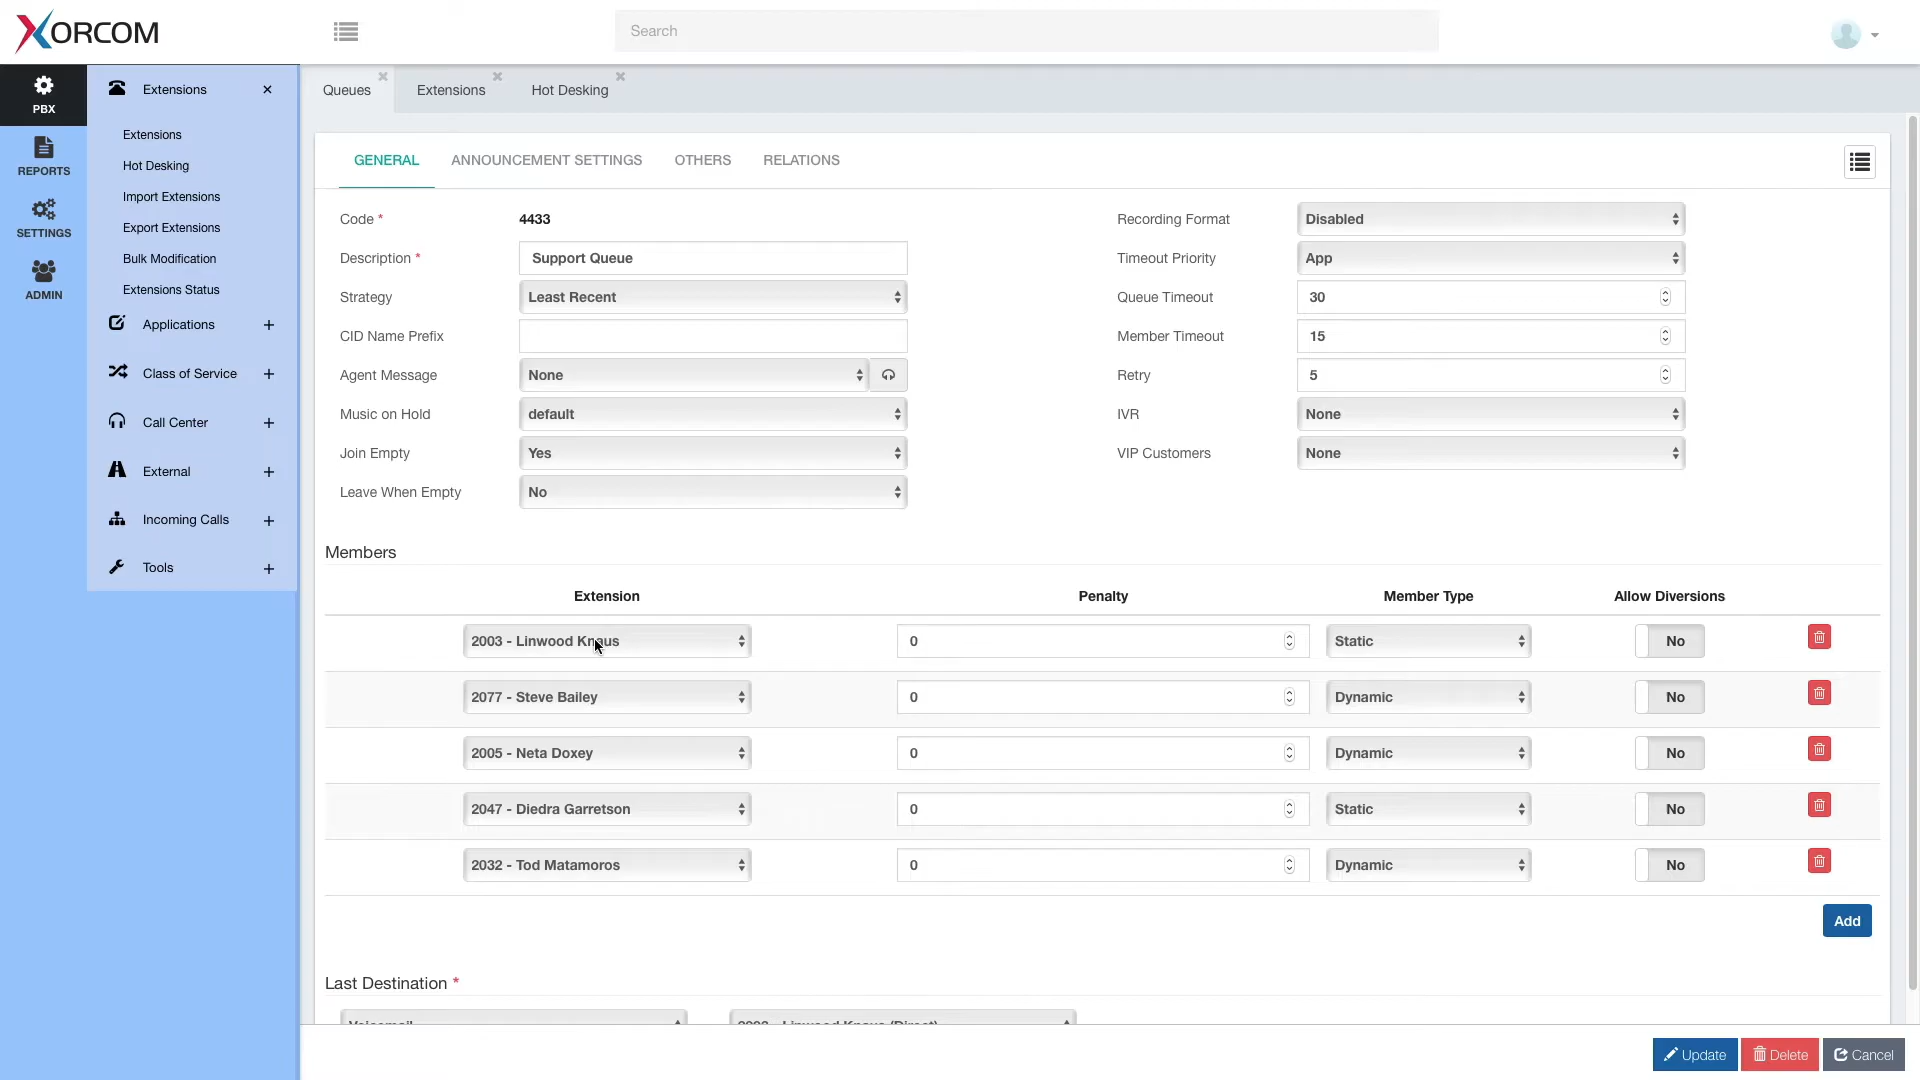 XORCOM
Search
PBX
REPORTS
SETTINGS
ADMIN
Extensions
Extensions
Hot Desking
Import Extensions
Export Extensions
Bulk Modification
Extensions Status
Applications
Class of Service
Call Center
External
Incoming Calls
Tools
Queues Extensions Hot Desking
GENERAL ANNOUNCEMENT SETTINGS OTHERS RELATIONS
Code * 4433
Description * Support Queue
Strategy Least Recent
CID Name Prefix
Agent Message None
Music on Hold default
Join Empty Yes
Leave When Empty No
Recording Format Disabled
Timeout Priority App
Queue Timeout 30
Member Timeout 15
Retry 5
IVR None
VIP Customers None
Members
Extension Penalty Member Type Allow Diversions
2003 - Linwood Knaus 0 Static No
2077 - Steve Bailey 0 Dynamic No
2005 - Neta Doxey 0 Dynamic No
2047 - Diedra Garretson 0 Static No
2032 - Tod Matamoros 0 Dynamic No
Add
Last Destination *
Voicemail Linwood Knaus (Direct)
Update Delete Cancel